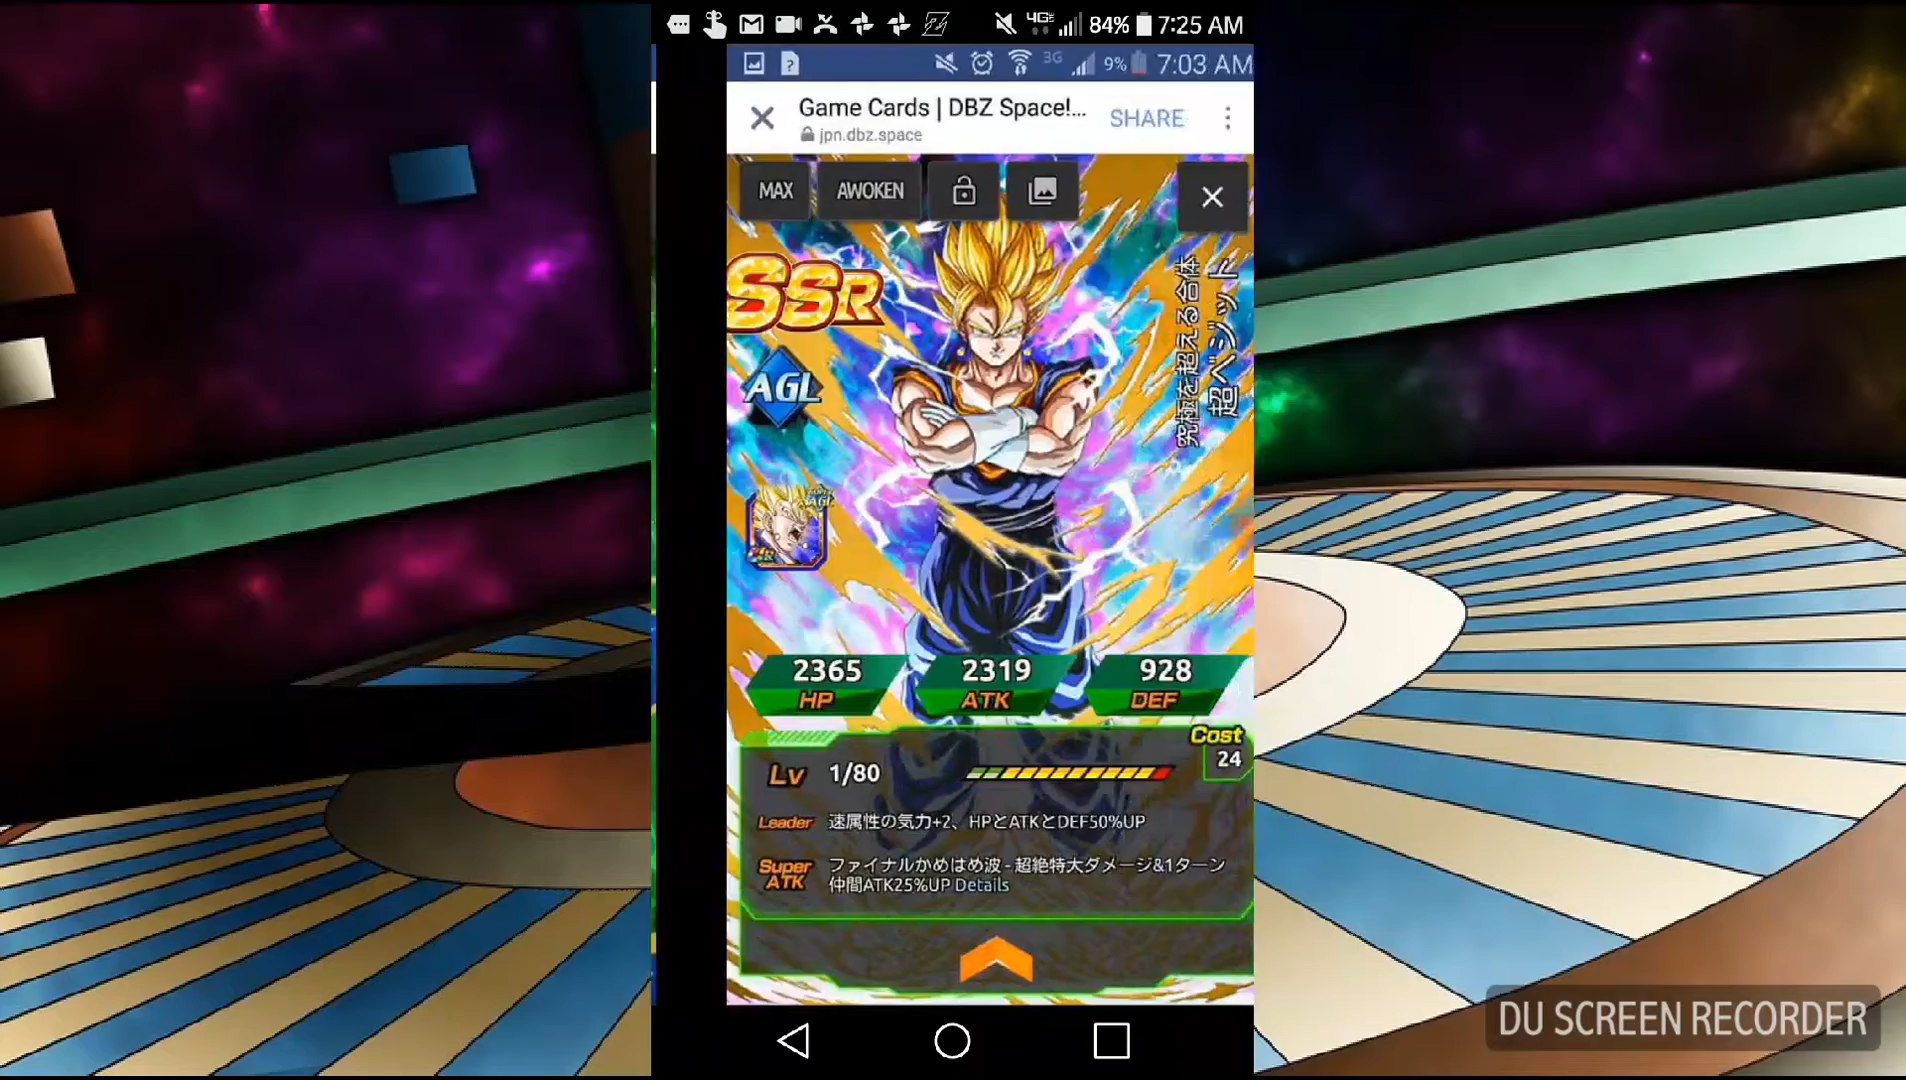 84% 7:25 AM
3G 9% 7:03 AM
Game Cards | DBZ Space!... SHARE
jpn.dbz.space
MAX AWOKEN
SSR
究極を超える合体
超ベジット
AGL
2365 2319 928
HP ATK DEF
Cost
24
Lv 1/80
Leader 速属性の気力+2、HPとATKとDEF50%UP
Super ファイナルかめはめ波 - 超絶特大ダメージ&1ターン
ATK 仲間ATK25%UP Details
DU SCREEN RECORDER